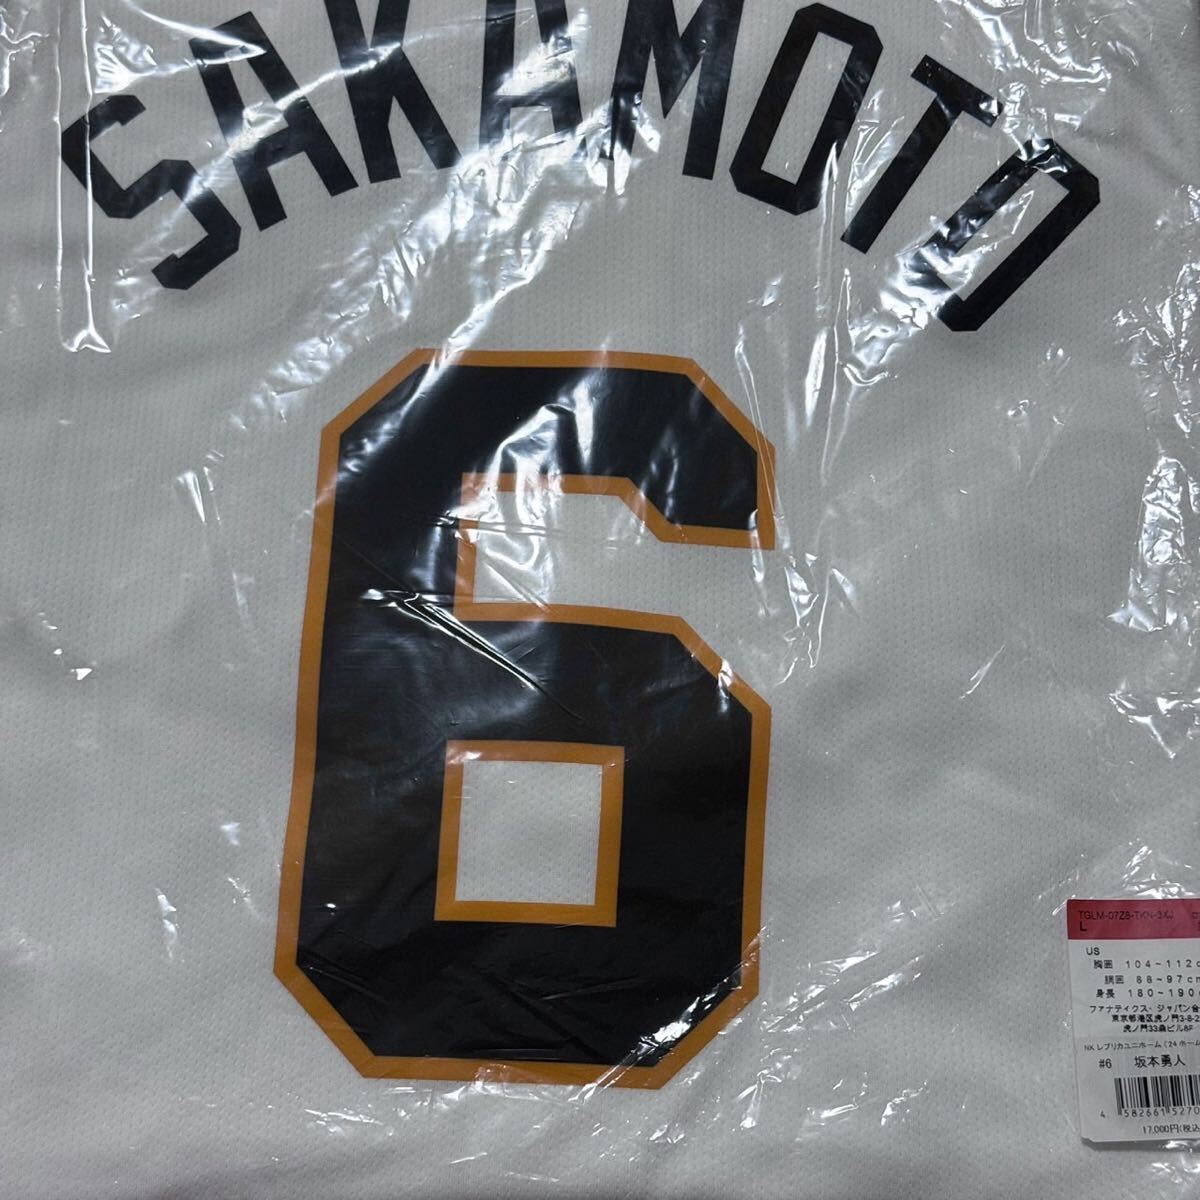 SAKAMOTO
6
TGLM-07Z8-TKN-3XJ
L
US
胸囲 104~112c
胴囲 88~97cm
身長 180~190c
ファナティクス・ジャパン合
東京都港区虎ノ門3-8-2
虎ノ門33森ビル8F
NK レプリカユニホーム（24 ホーム
#6 坂本勇人
4 582661 5270
17,000円(税込